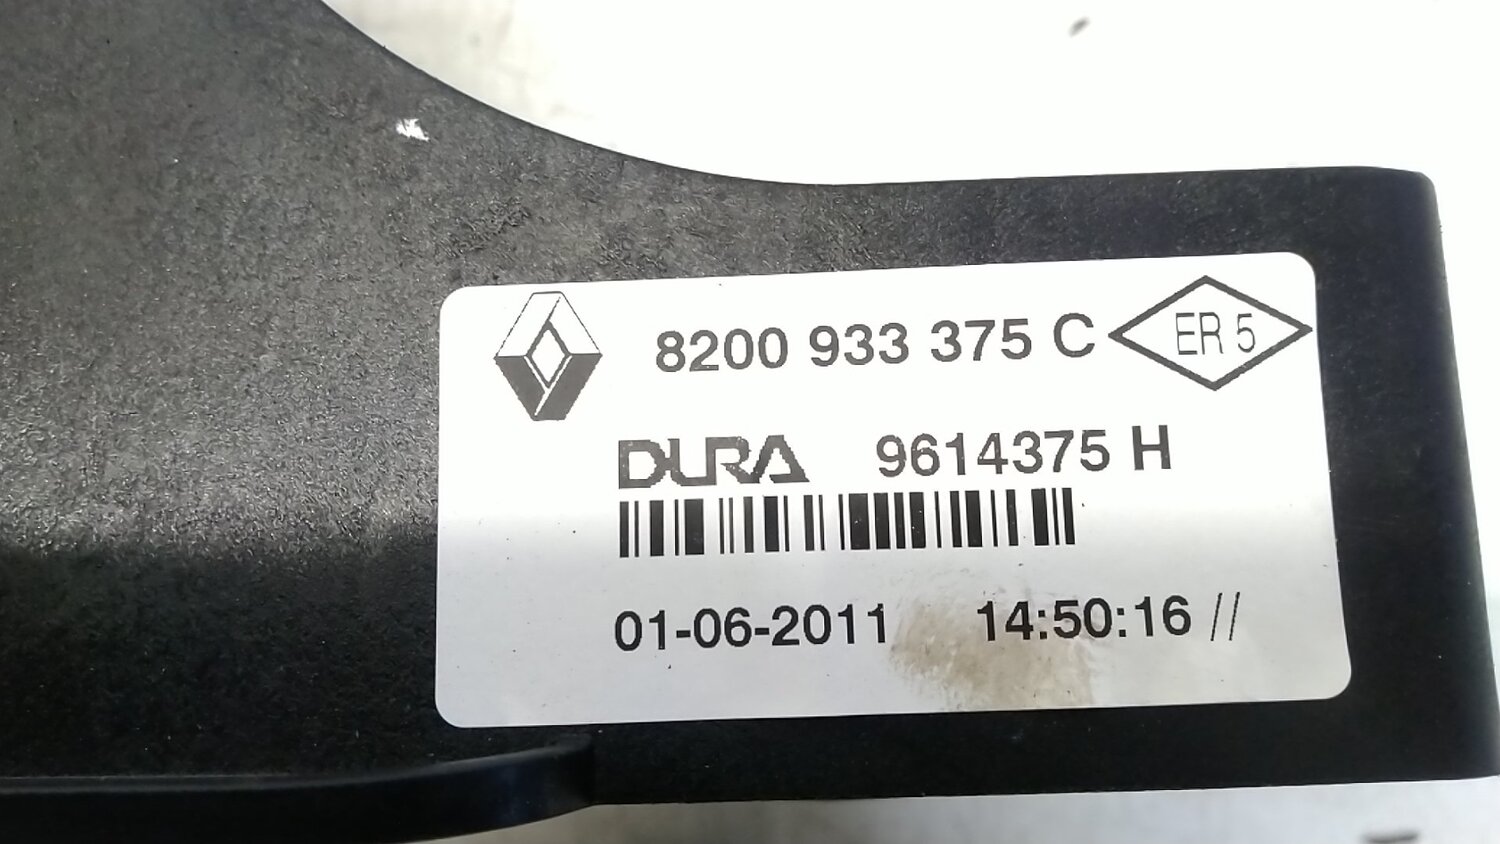 8200 933 375 C ER 5
DURA 9614375 H
01-06-2011 14:50:16 //